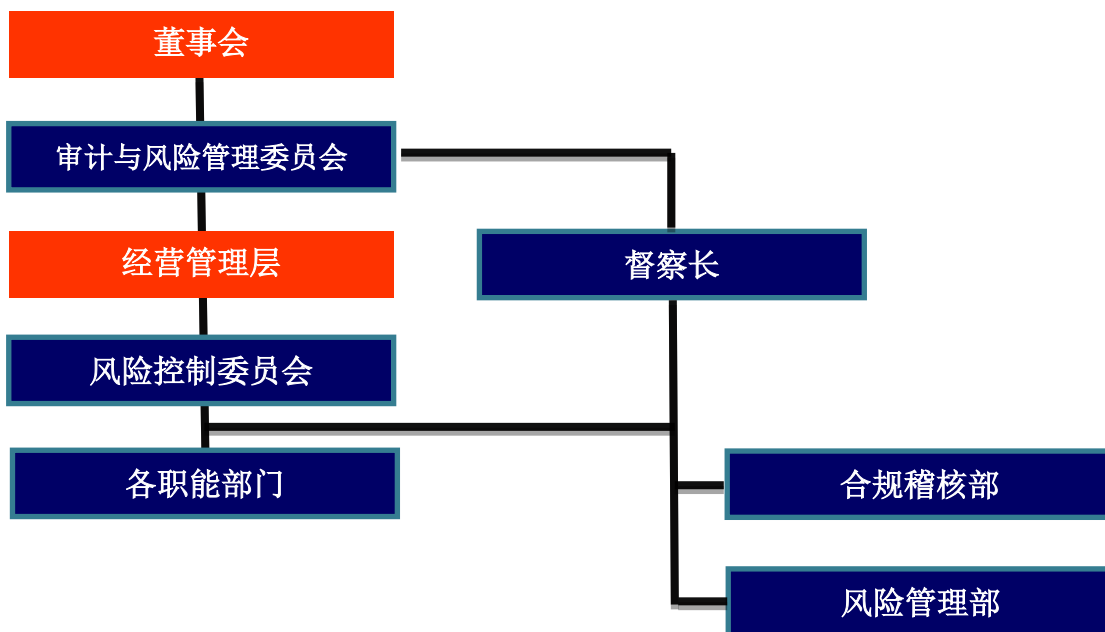 董事会
审计与风险管理委员会
经营管理层
督察长
风险控制委员会
各职能部门
合规稽核部
风险管理部